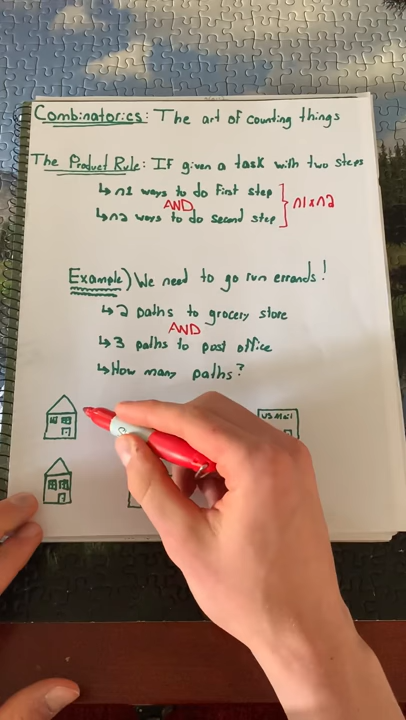 Combinatorics: The art of counting things
The Product Rule: IF given a task with two steps
↳n1 ways to do first step
AND
n1xn2
↳n2 ways to do second step
Example) We need to go run errands!
↳2 paths to grocery store
AND
↳3 paths to post office
↳How many paths?
US Mail